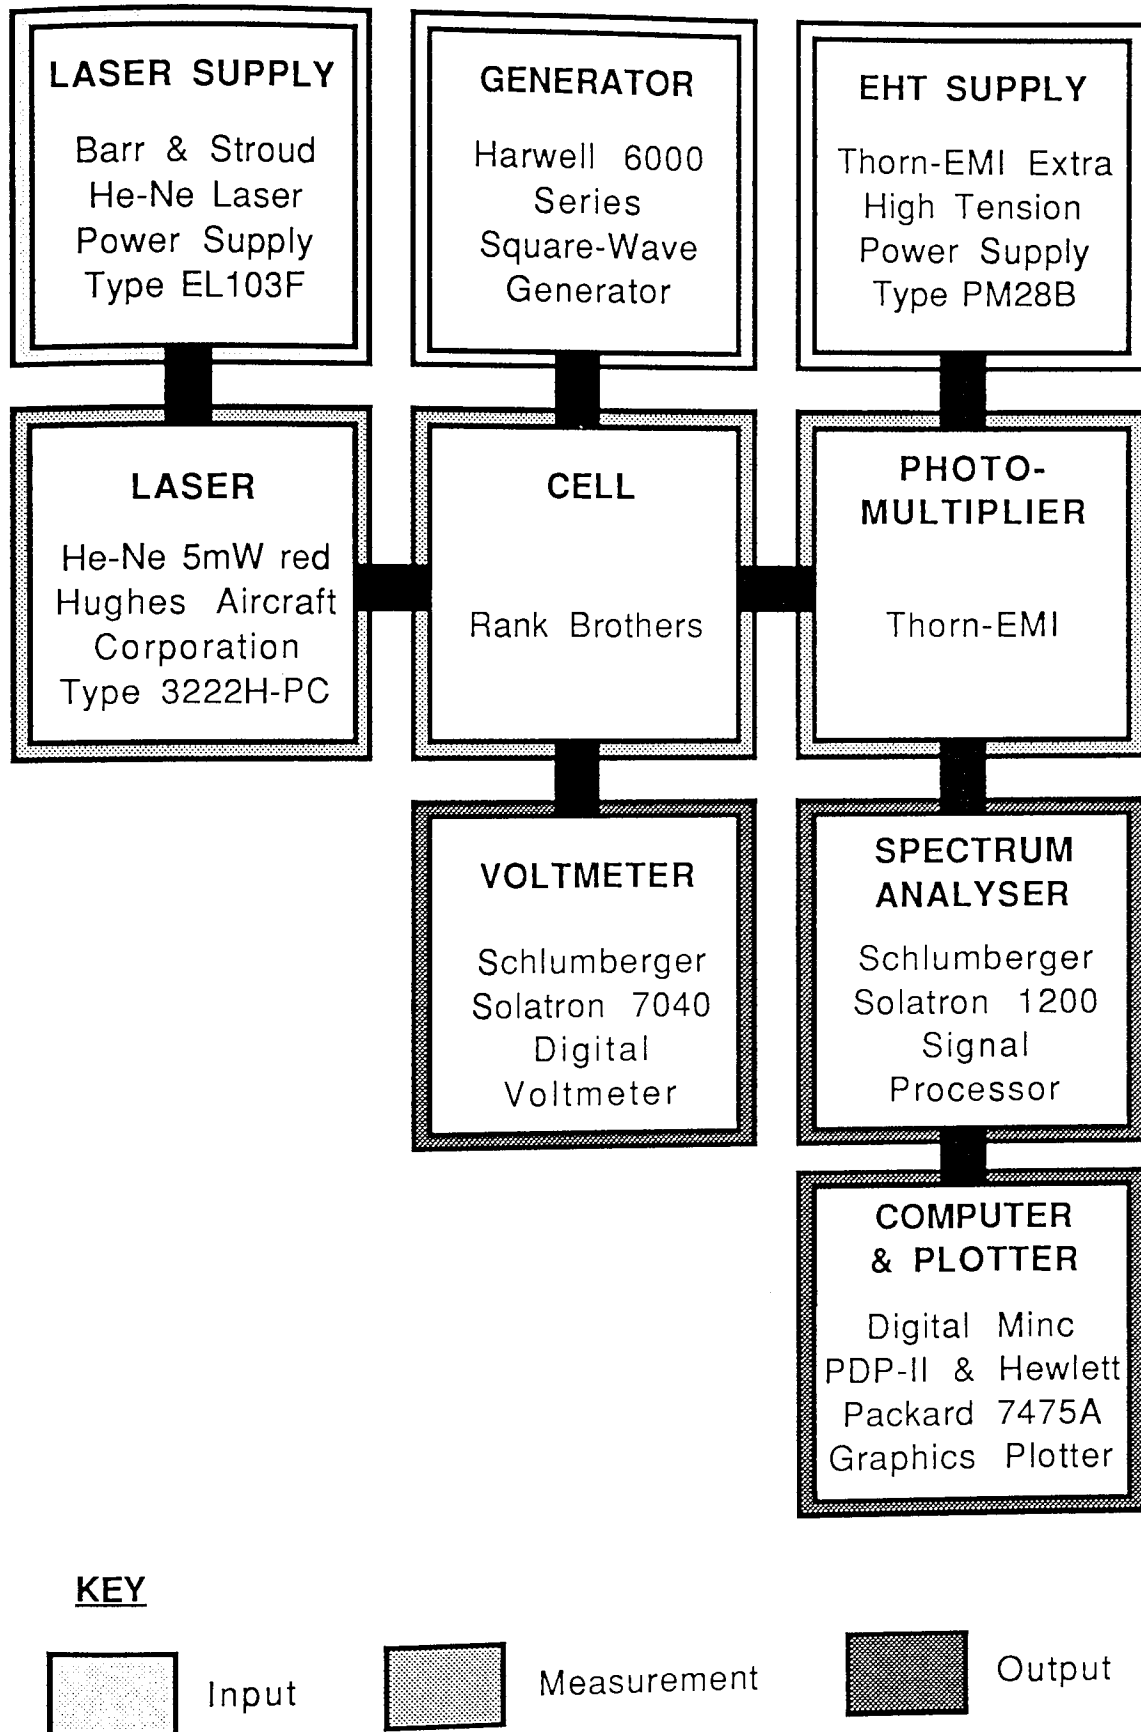 LASER SUPPLY
Barr & Stroud
He-Ne Laser
Power Supply
Type EL103F
GENERATOR
Harwell 6000
Series
Square-Wave
Generator
EHT SUPPLY
Thorn-EMI Extra
High Tension
Power Supply
Type PM28B
LASER
He-Ne 5mW red
Hughes Aircraft
Corporation
Type 3222H-PC
CELL
Rank Brothers
PHOTO-
MULTIPLIER
Thorn-EMI
VOLTMETER
Schlumberger
Solatron 7040
Digital
Voltmeter
SPECTRUM
ANALYSER
Schlumberger
Solatron 1200
Signal
Processor
COMPUTER
& PLOTTER
Digital Minc
PDP-II & Hewlett
Packard 7475A
Graphics Plotter
KEY
Input
Measurement
Output